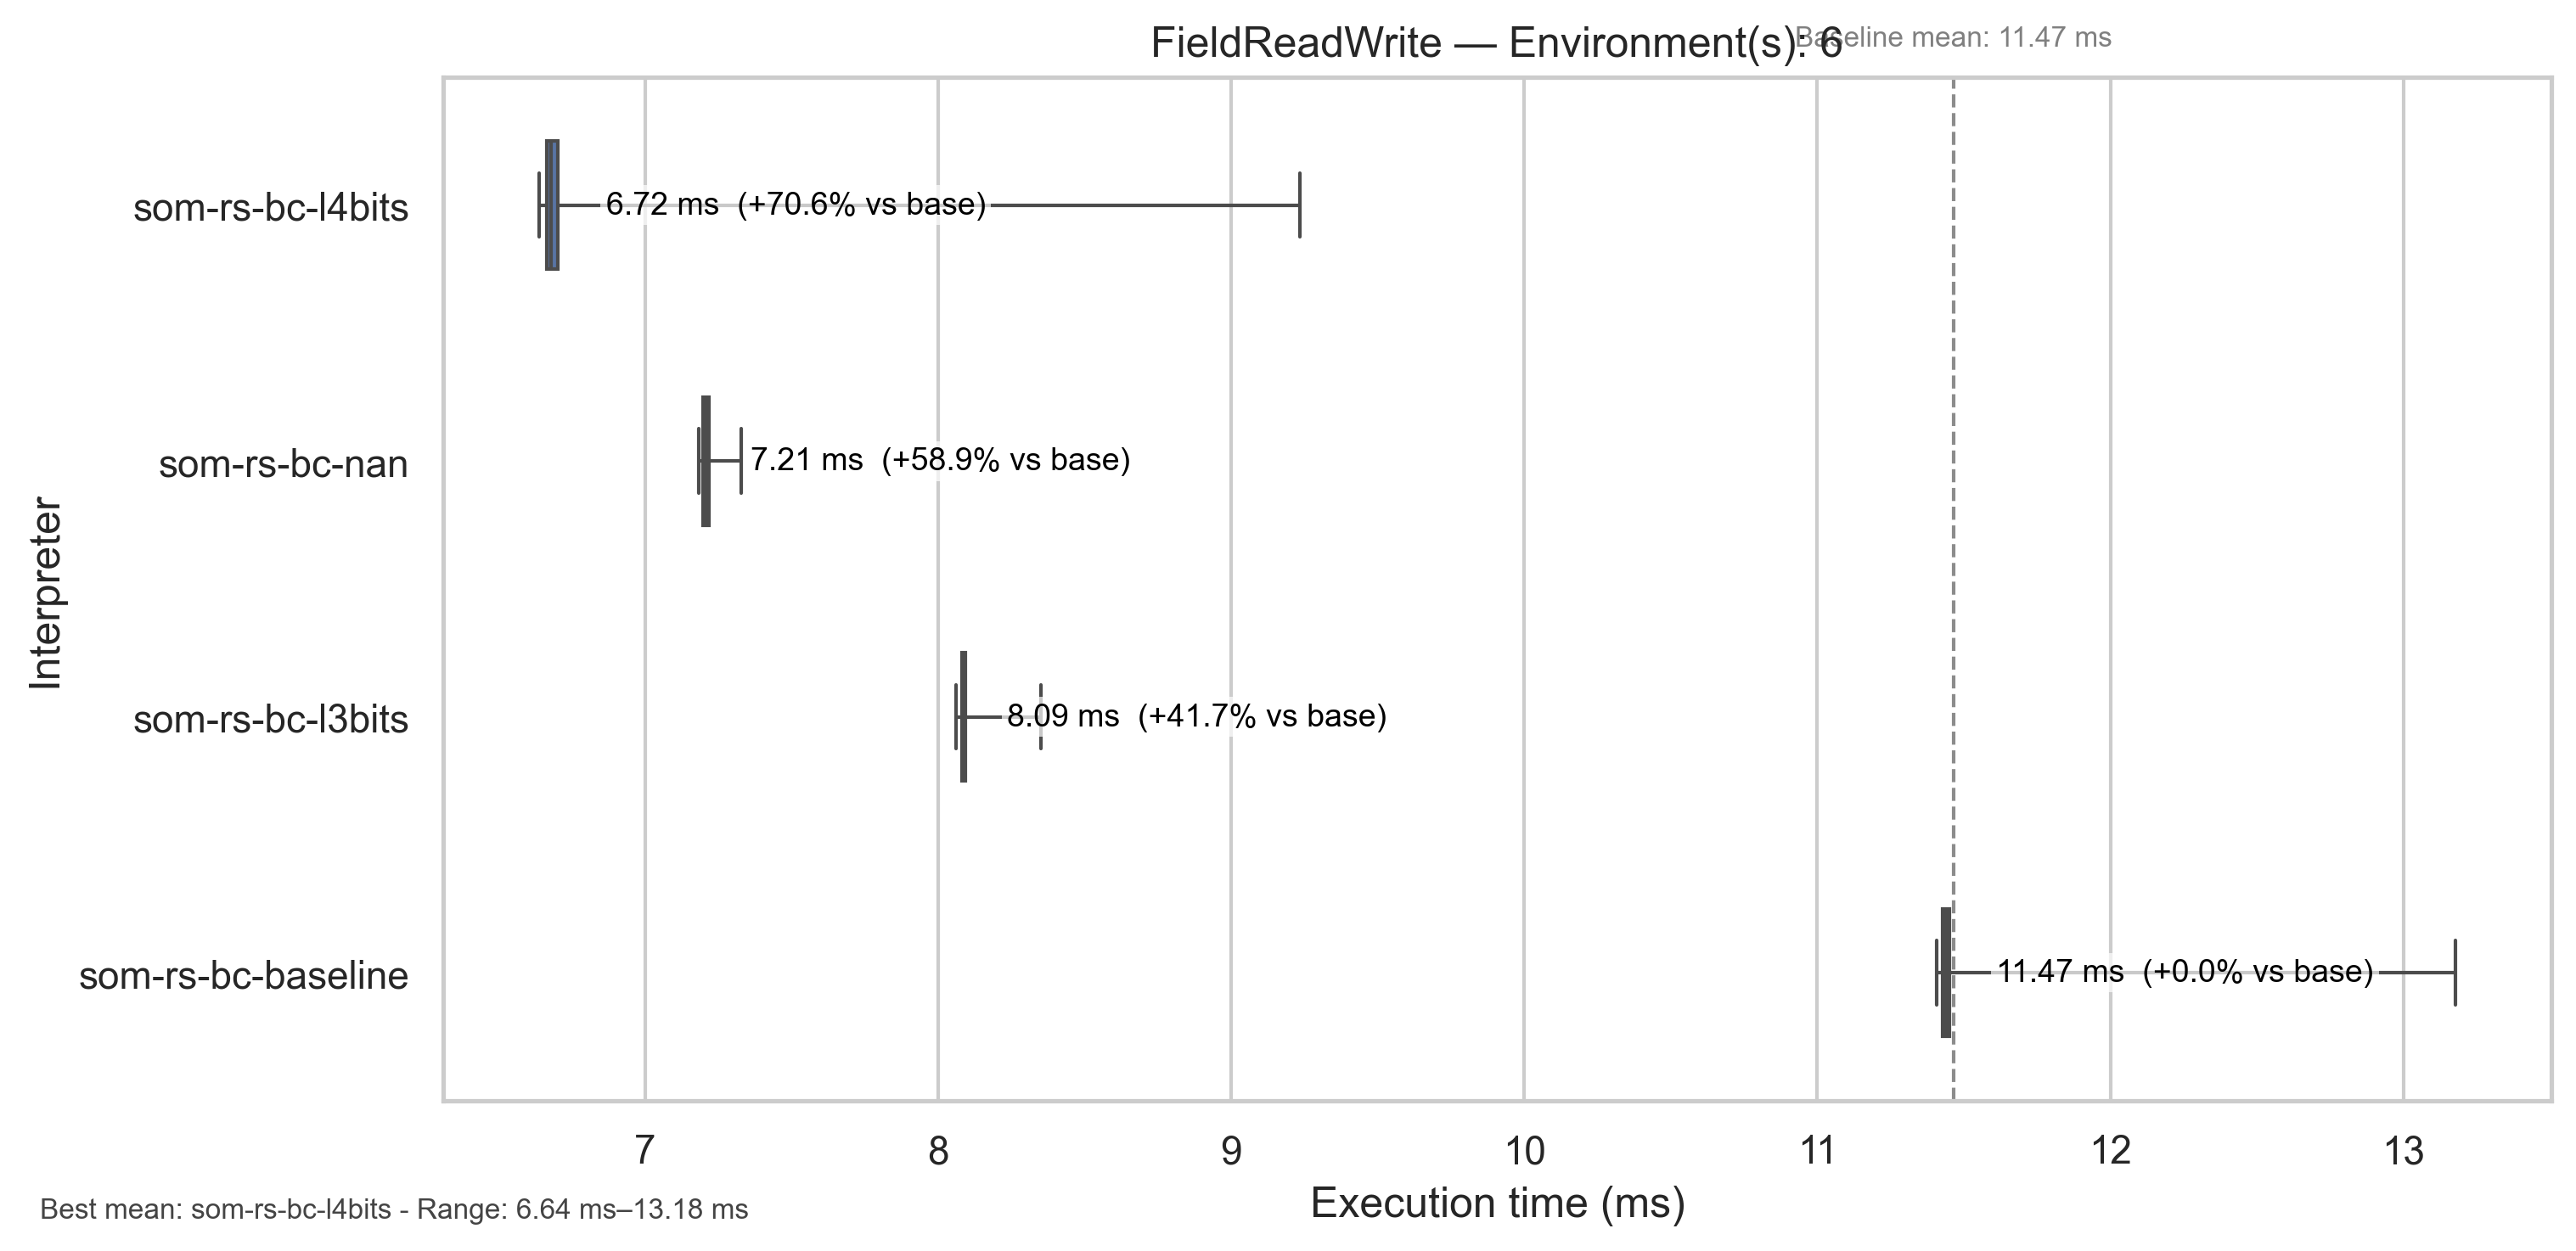 FieldReadWrite — Environment(s): 6
Baseline mean: 11.47 ms
Interpreter
som-rs-bc-l4bits
6.72 ms  (+70.6% vs base)
som-rs-bc-nan
7.21 ms  (+58.9% vs base)
som-rs-bc-l3bits
8.09 ms  (+41.7% vs base)
som-rs-bc-baseline
11.47 ms  (+0.0% vs base)
7 8 9 10 11 12 13
Execution time (ms)
Best mean: som-rs-bc-l4bits - Range: 6.64 ms–13.18 ms